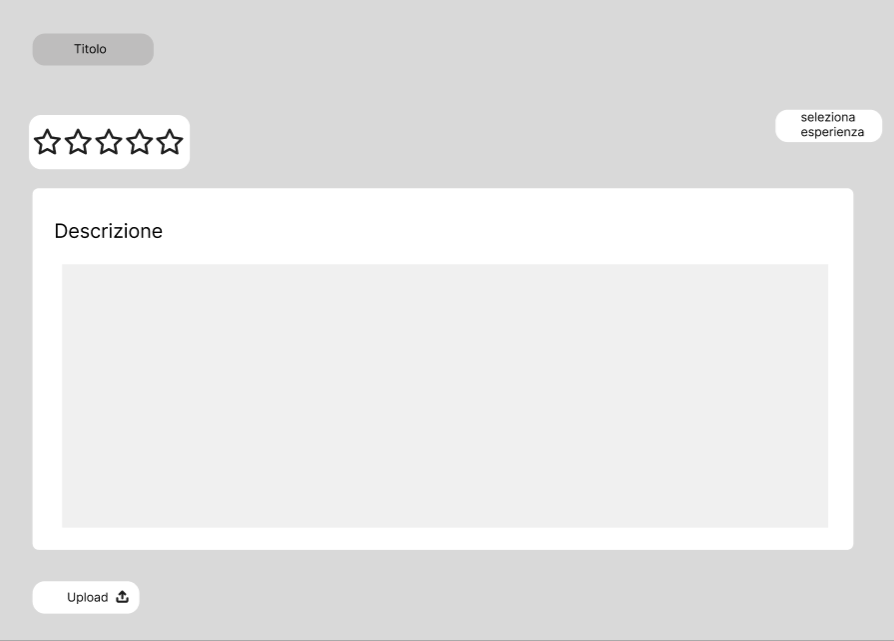 Titolo
seleziona
esperienza
Descrizione
Upload